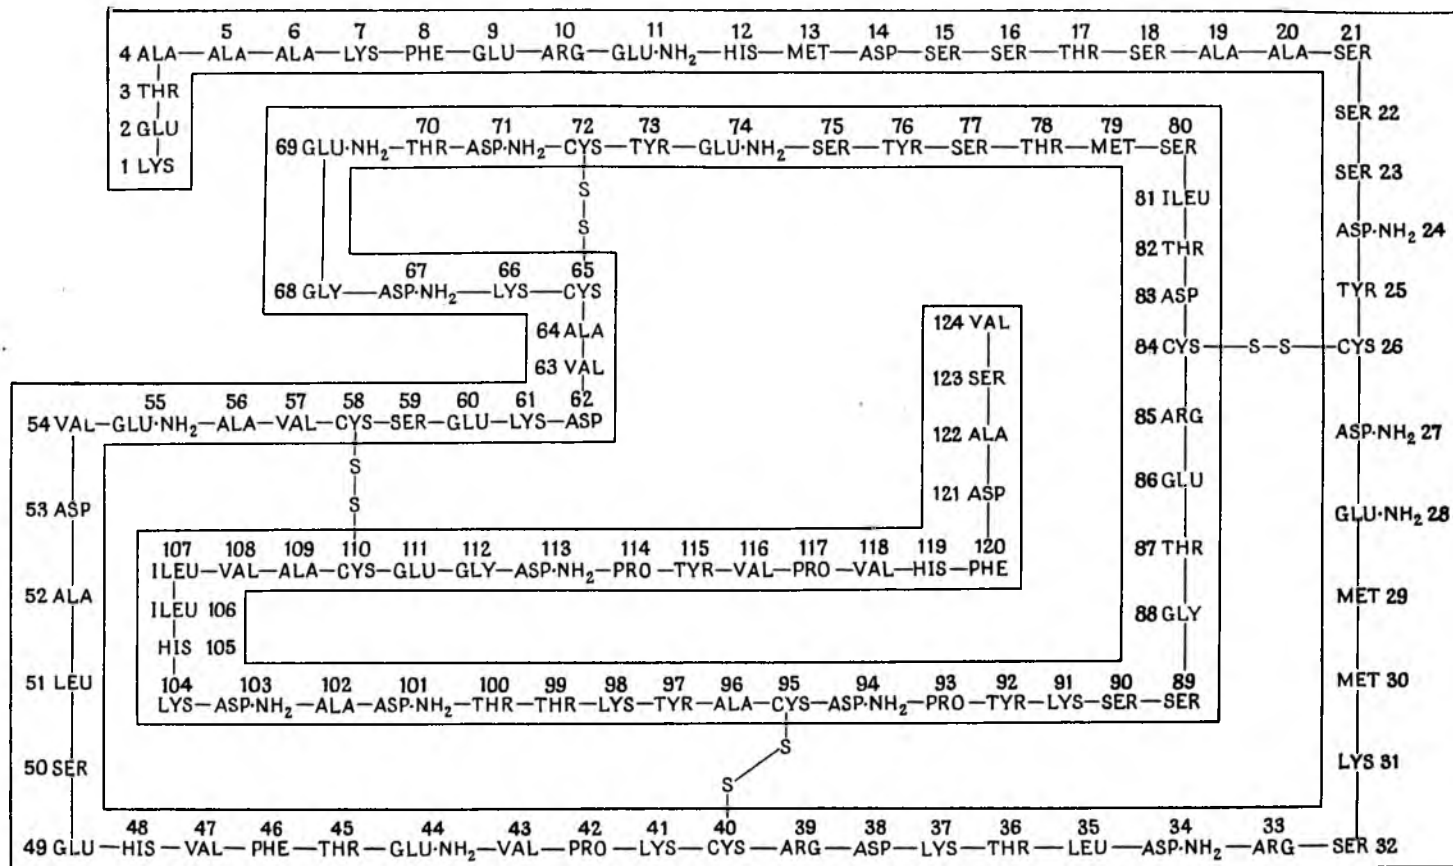 5 6 7 8 9 10 11 12 13 14 15 16 17 18 19 20 21
4 ALA—ALA—ALA—LYS—PHE—GLU—ARG—GLU·NH₂—HIS—MET—ASP—SER—SER—THR—SER—ALA—ALA—SER
3 THR
2 GLU
1 LYS
SER 22
SER 23
ASP·NH₂ 24
TYR 25
CYS 26
ASP·NH₂ 27
GLU·NH₂ 28
MET 29
MET 30
LYS 31
70 71 72 73 74 75 76 77 78 79 80
69 GLU·NH₂—THR—ASP·NH₂—CYS—TYR—GLU·NH₂—SER—TYR—SER—THR—MET—SER
S
S
67 66 65
68 GLY—ASP·NH₂—LYS—CYS
64 ALA
63 VAL
81 ILEU
82 THR
83 ASP
84 CYS—S—S—
85 ARG
86 GLU
87 THR
88 GLY
124 VAL
123 SER
122 ALA
121 ASP
55 56 57 58 59 60 61 62
54 VAL—GLU·NH₂—ALA—VAL—CYS—SER—GLU—LYS—ASP
S
S
53 ASP
52 ALA
51 LEU
50 SER
107 108 109 110 111 112 113 114 115 116 117 118 119 120
ILEU—VAL—ALA—CYS—GLU—GLY—ASP·NH₂—PRO—TYR—VAL—PRO—VAL—HIS—PHE
ILEU 106
HIS 105
104 103 102 101 100 99 98 97 96 95 94 93 92 91 90 89
LYS—ASP·NH₂—ALA—ASP·NH₂—THR—THR—LYS—TYR—ALA—CYS—ASP·NH₂—PRO—TYR—LYS—SER—SER
S
S
48 47 46 45 44 43 42 41 40 39 38 37 36 35 34 33
49 GLU—HIS—VAL—PHE—THR—GLU·NH₂—VAL—PRO—LYS—CYS—ARG—ASP—LYS—THR—LEU—ASP·NH₂—ARG—SER 32